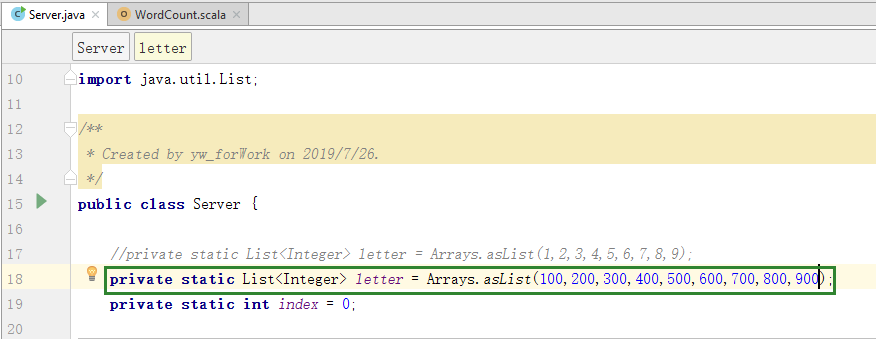 Server.java
WordCount.scala
Server
letter
10 import java.util.List;
11
12 /**
13 * Created by yw_forWork on 2019/7/26.
14 */
15 public class Server {
16
17 //private static List<Integer> letter = Arrays.asList(1,2,3,4,5,6,7,8,9);
18 private static List<Integer> letter = Arrays.asList(100,200,300,400,500,600,700,800,900);
19 private static int index = 0;
20